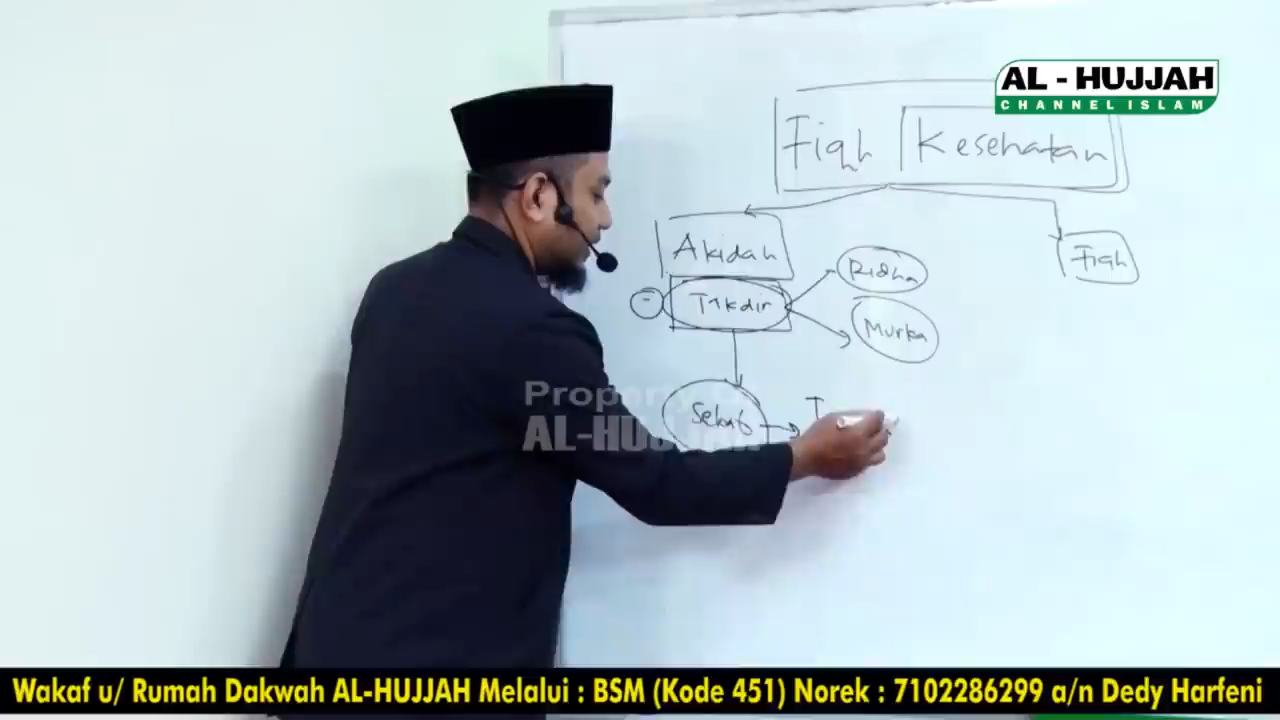 AL - HUJJAH
CHANNEL ISLAM
Fiqh Kesehatan
Akidah
Fiqh
Ridha
Takdir
Murka
Sebab
Property Of
AL-HUJJAH
Wakaf u/ Rumah Dakwah AL-HUJJAH Melalui : BSM (Kode 451) Norek : 7102286299 a/n Dedy Harfeni